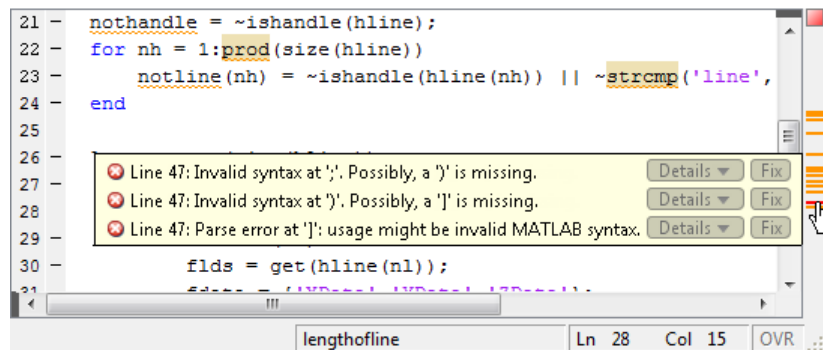 21 - nothandle = ~ishandle(hline);
22 - for nh = 1:prod(size(hline))
23 - notline(nh) = ~ishandle(hline(nh)) || ~strcmp('line',
24 - end
25
26 -
Line 47: Invalid syntax at ';'. Possibly, a ')' is missing. Details Fix
27 -
Line 47: Invalid syntax at ')'. Possibly, a ']' is missing. Details Fix
28
Line 47: Parse error at ']': usage might be invalid MATLAB syntax. Details Fix
29 -
30 - flds = get(hline(nl));
31
lengthofline Ln 28 Col 15 OVR